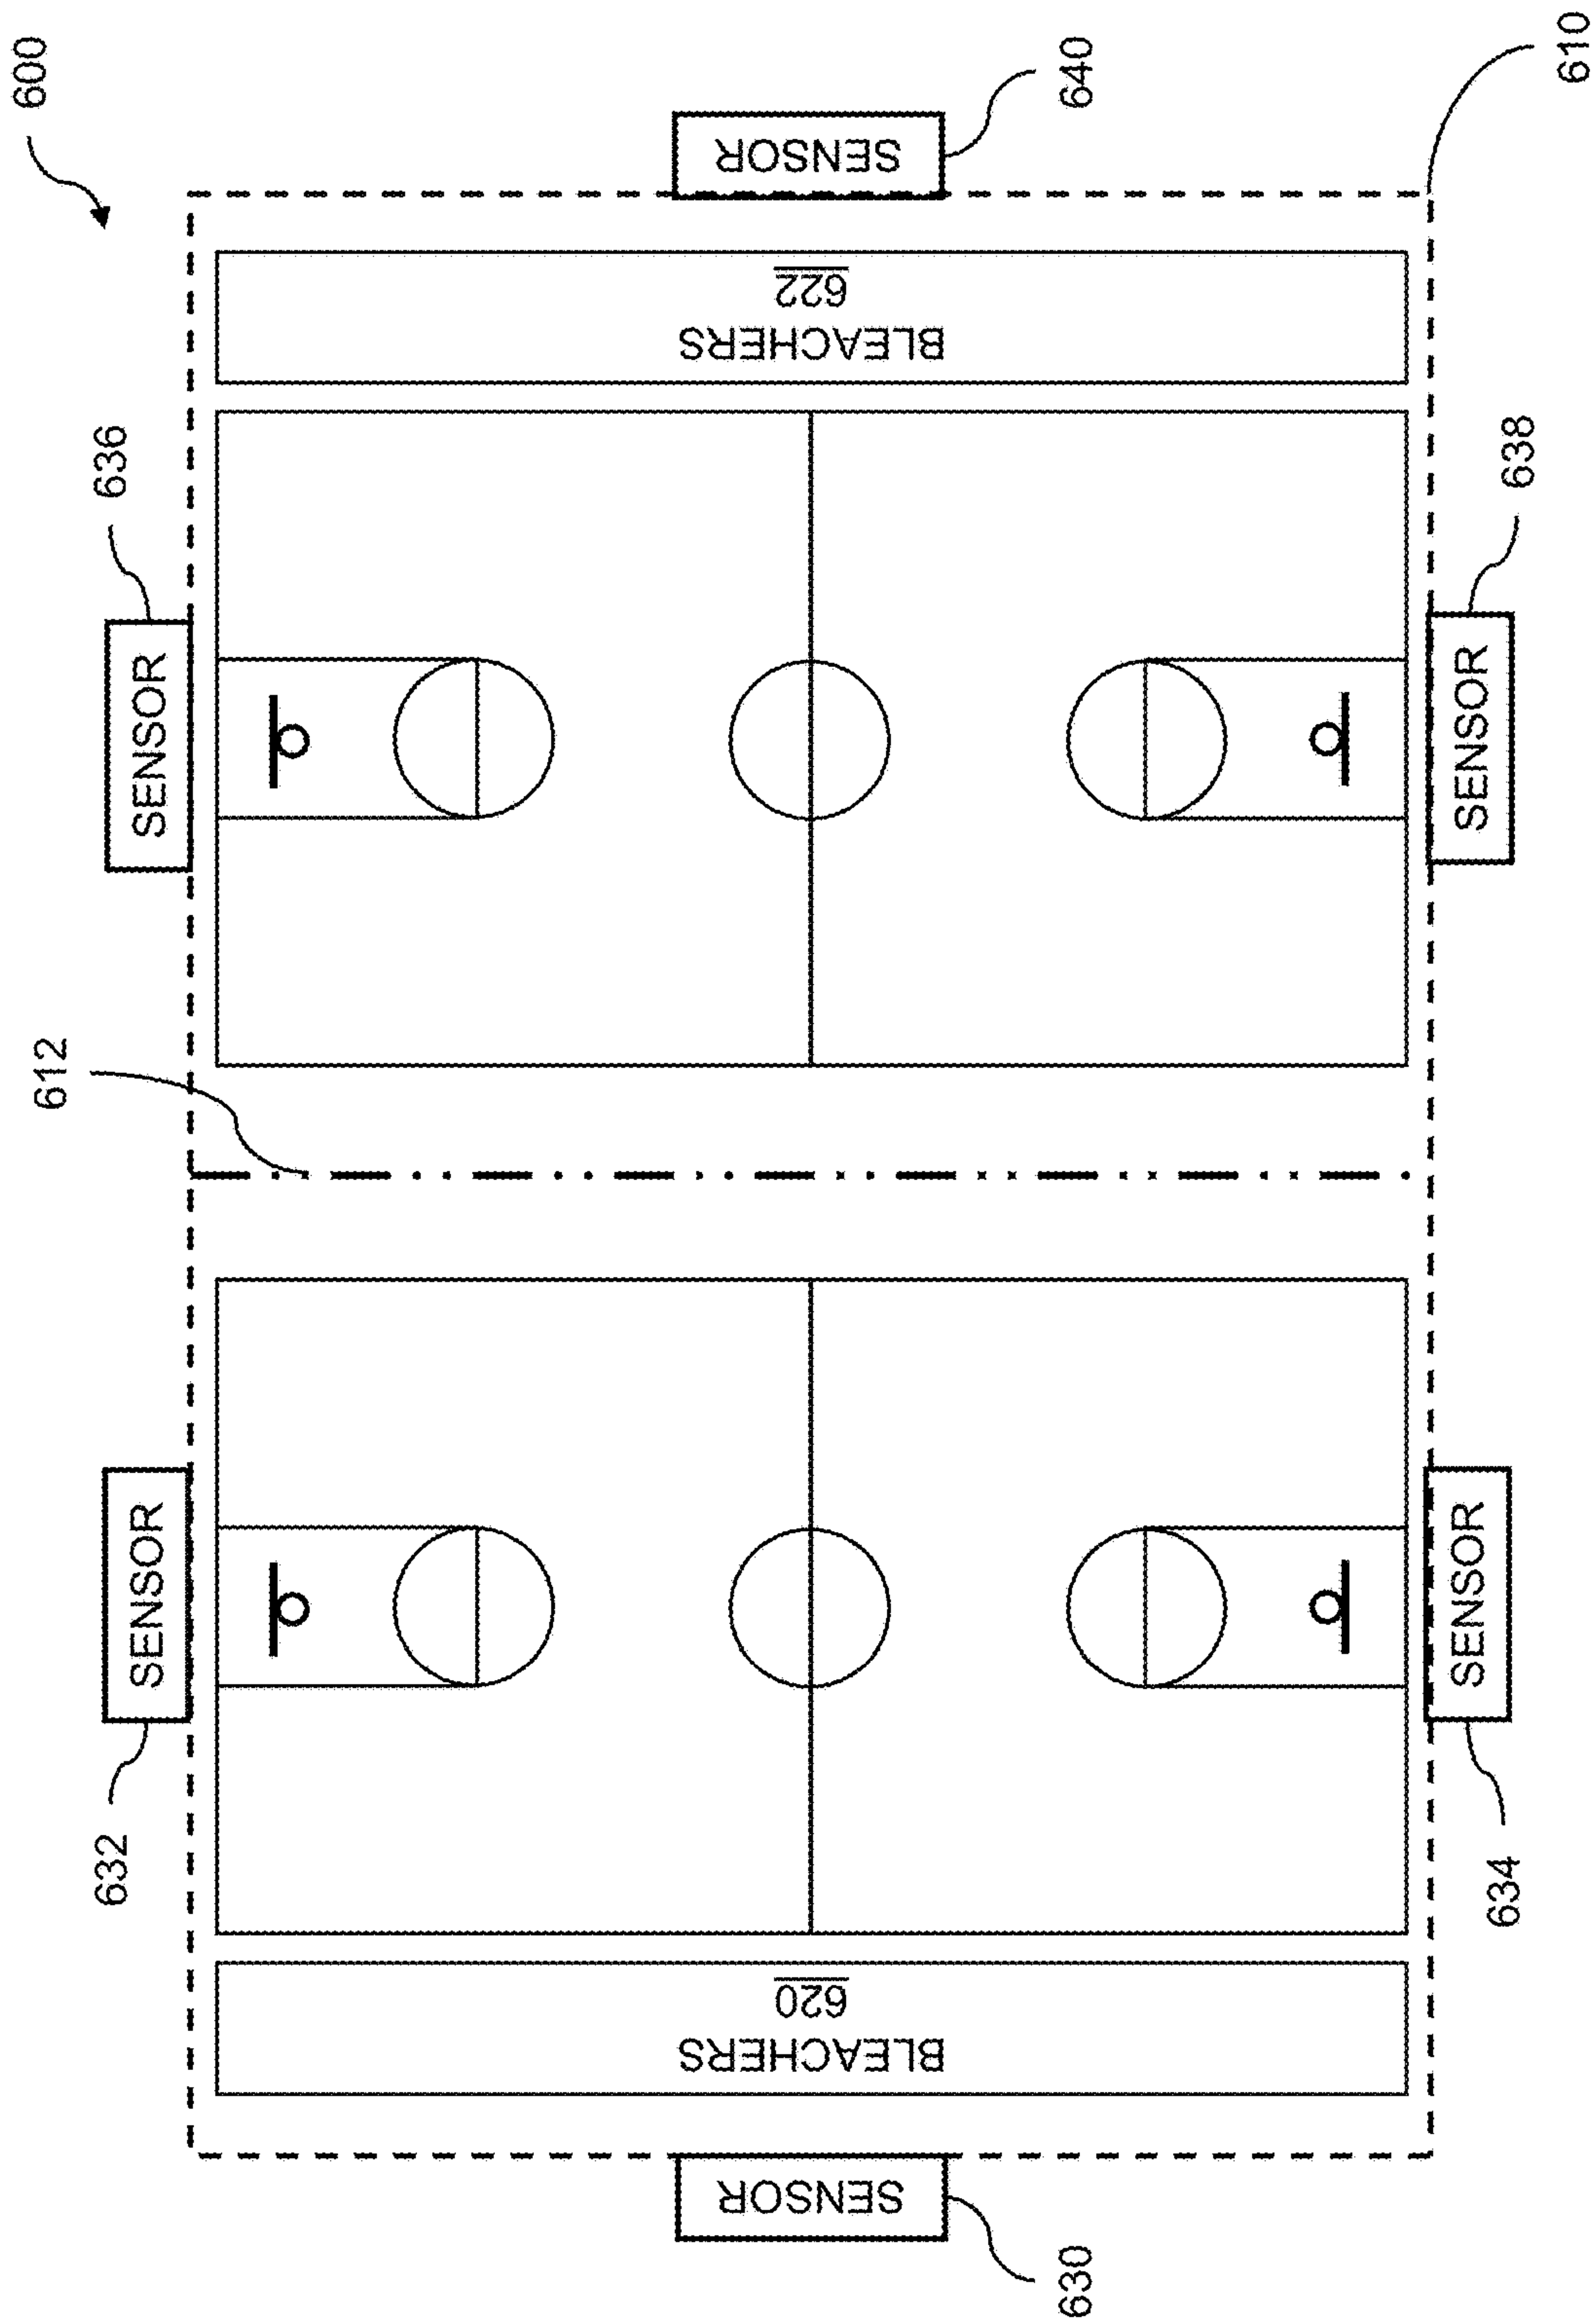 600
SENSOR
640
610
BLEACHERS
622
636
SENSOR
SENSOR
638
612
632
SENSOR
SENSOR
634
BLEACHERS
620
SENSOR
630